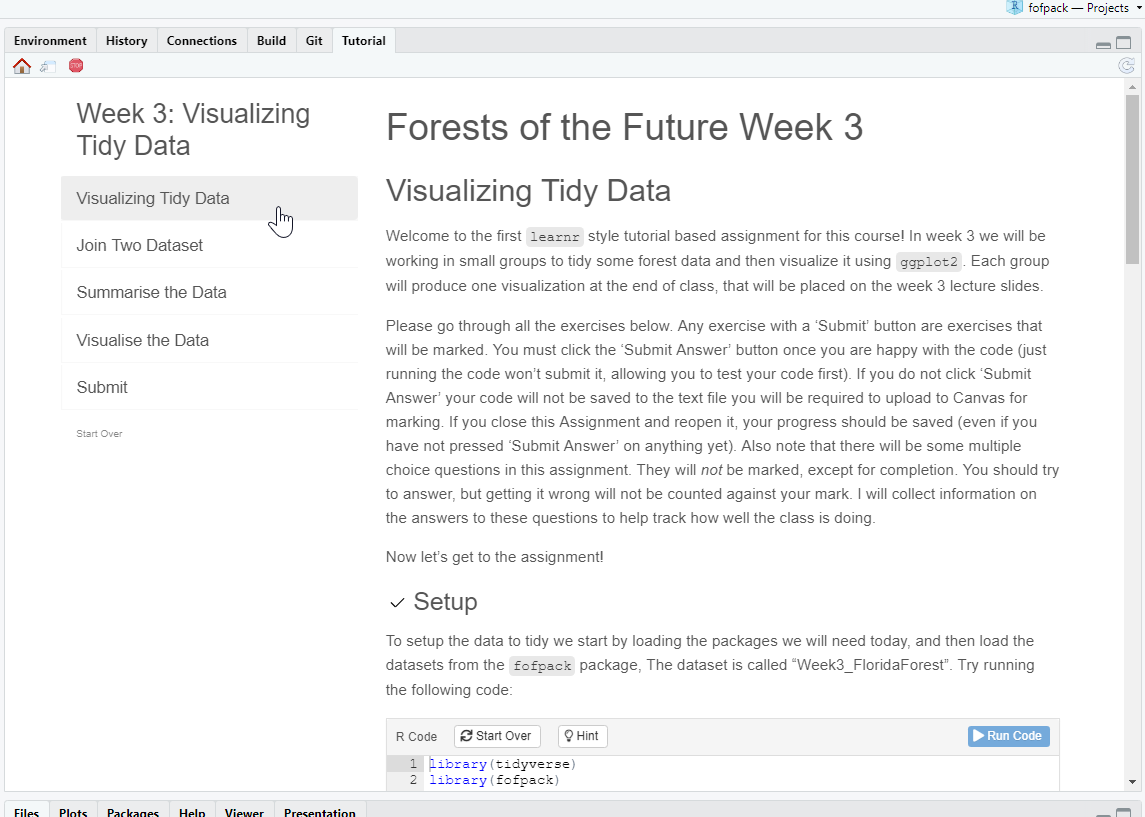 fofpack — Projects
Environment History Connections Build Git Tutorial
STOP
Week 3: Visualizing
Tidy Data
Visualizing Tidy Data
Join Two Dataset
Summarise the Data
Visualise the Data
Submit
Start Over
Forests of the Future Week 3
Visualizing Tidy Data
Welcome to the first learnr style tutorial based assignment for this course! In week 3 we will be
working in small groups to tidy some forest data and then visualize it using ggplot2. Each group
will produce one visualization at the end of class, that will be placed on the week 3 lecture slides.
Please go through all the exercises below. Any exercise with a ‘Submit’ button are exercises that
will be marked. You must click the ‘Submit Answer’ button once you are happy with the code (just
running the code won’t submit it, allowing you to test your code first). If you do not click ‘Submit
Answer’ your code will not be saved to the text file you will be required to upload to Canvas for
marking. If you close this Assignment and reopen it, your progress should be saved (even if you
have not pressed ‘Submit Answer’ on anything yet). Also note that there will be some multiple
choice questions in this assignment. They will not be marked, except for completion. You should try
to answer, but getting it wrong will not be counted against your mark. I will collect information on
the answers to these questions to help track how well the class is doing.
Now let’s get to the assignment!
Setup
To setup the data to tidy we start by loading the packages we will need today, and then load the
datasets from the fofpack package, The dataset is called “Week3_FloridaForest”. Try running
the following code:
R Code Start Over Hint Run Code
1 library(tidyverse)
2 library(fofpack)
Files Plots Packages Help Viewer Presentation